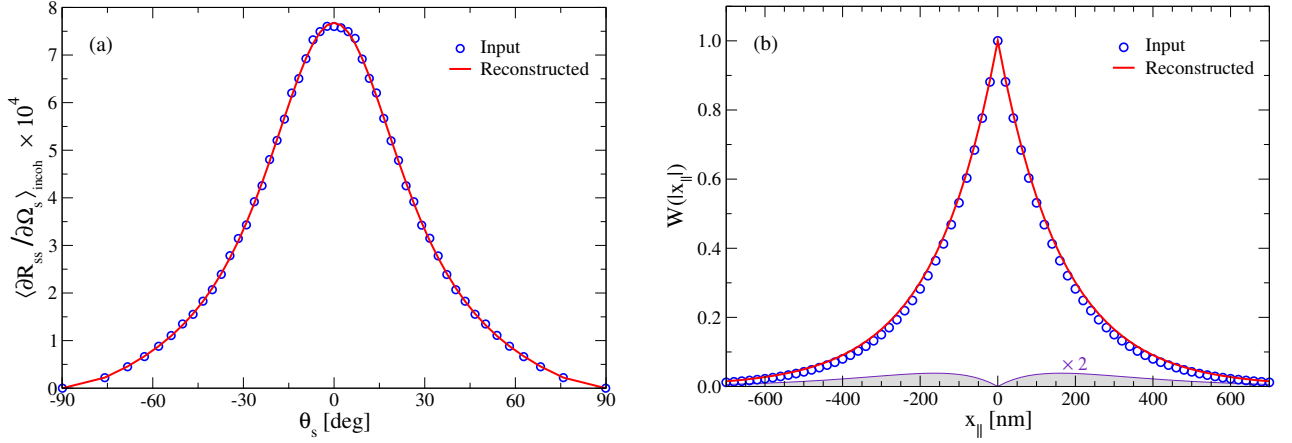 (a)
Input
Reconstructed
⟨∂R_ss /∂Ω_s⟩_incoh × 10^4
8
7
6
5
4
3
2
1
0
-90 -60 -30 0 30 60 90
θ_s [deg]
(b)
Input
Reconstructed
W(|x_∥|)
1.0
0.8
0.6
0.4
0.2
0.0
× 2
-600 -400 -200 0 200 400 600
x_∥ [nm]